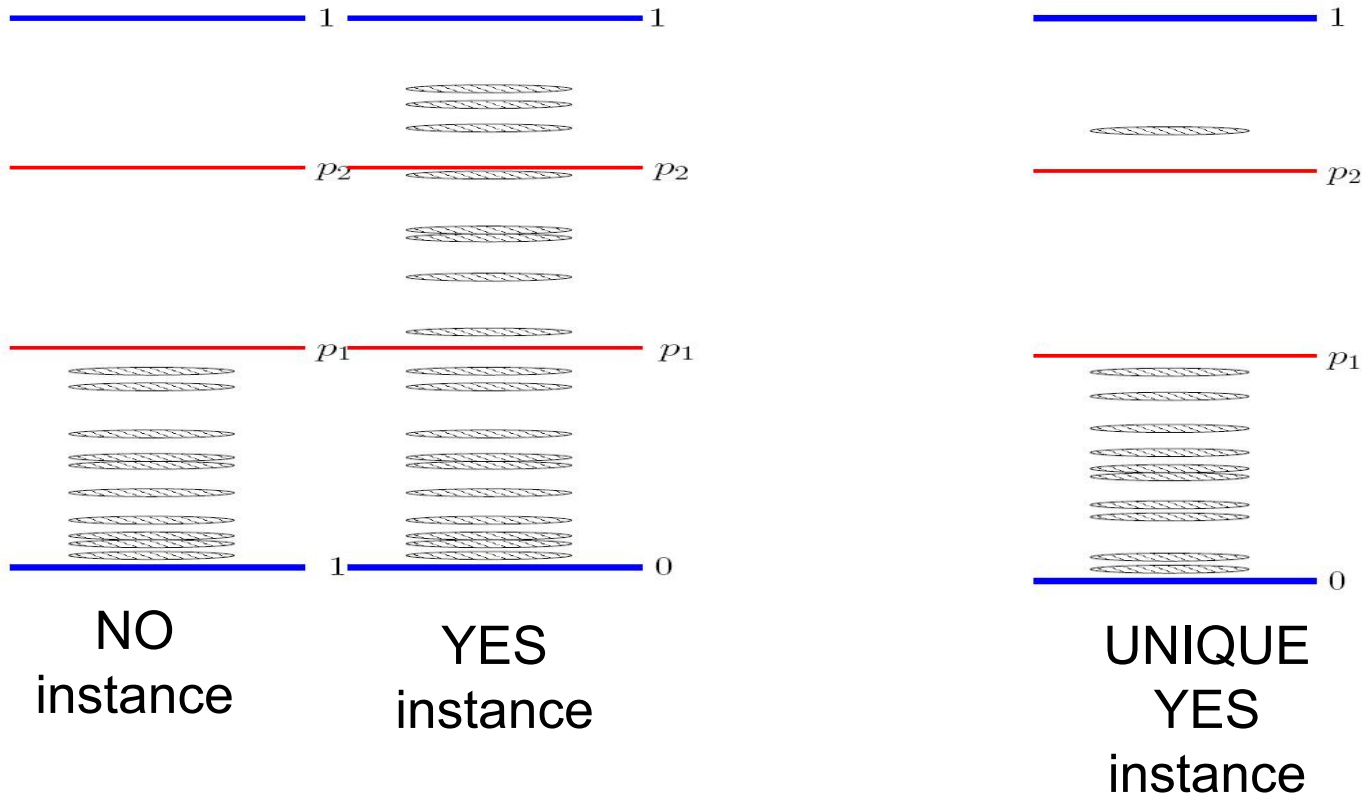 1 1 1
p₂ p₂ p₂
p₁ p₁ p₁
1 0 0
NO
instance
YES
instance
UNIQUE
YES
instance